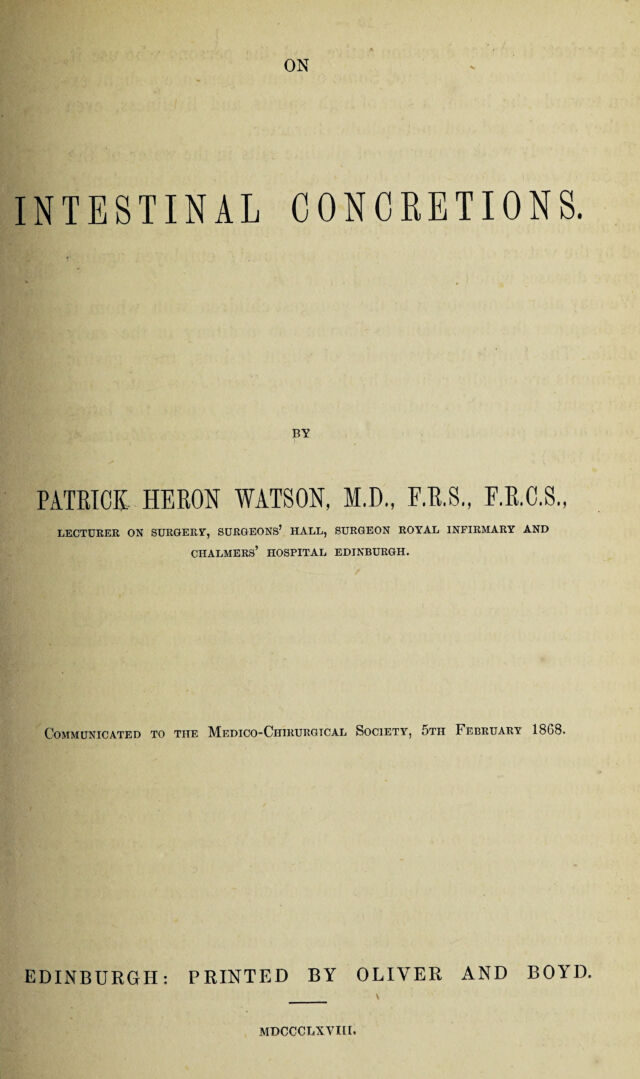 ON
INTESTINAL CONCRETIONS.
BY
PATRICK HERON WATSON, M.D., F.R.S., F.R.C.S.,
LECTURER ON SURGERY, SURGEONS' HALL, SURGEON ROYAL INFIRMARY AND
CHALMERS' HOSPITAL EDINBURGH.
COMMUNICATED TO THE MEDICO-CHIRURGICAL SOCIETY, 5TH FEBRUARY 1868.
EDINBURGH: PRINTED BY OLIVER AND BOYD.
MDCCCLXVIII.